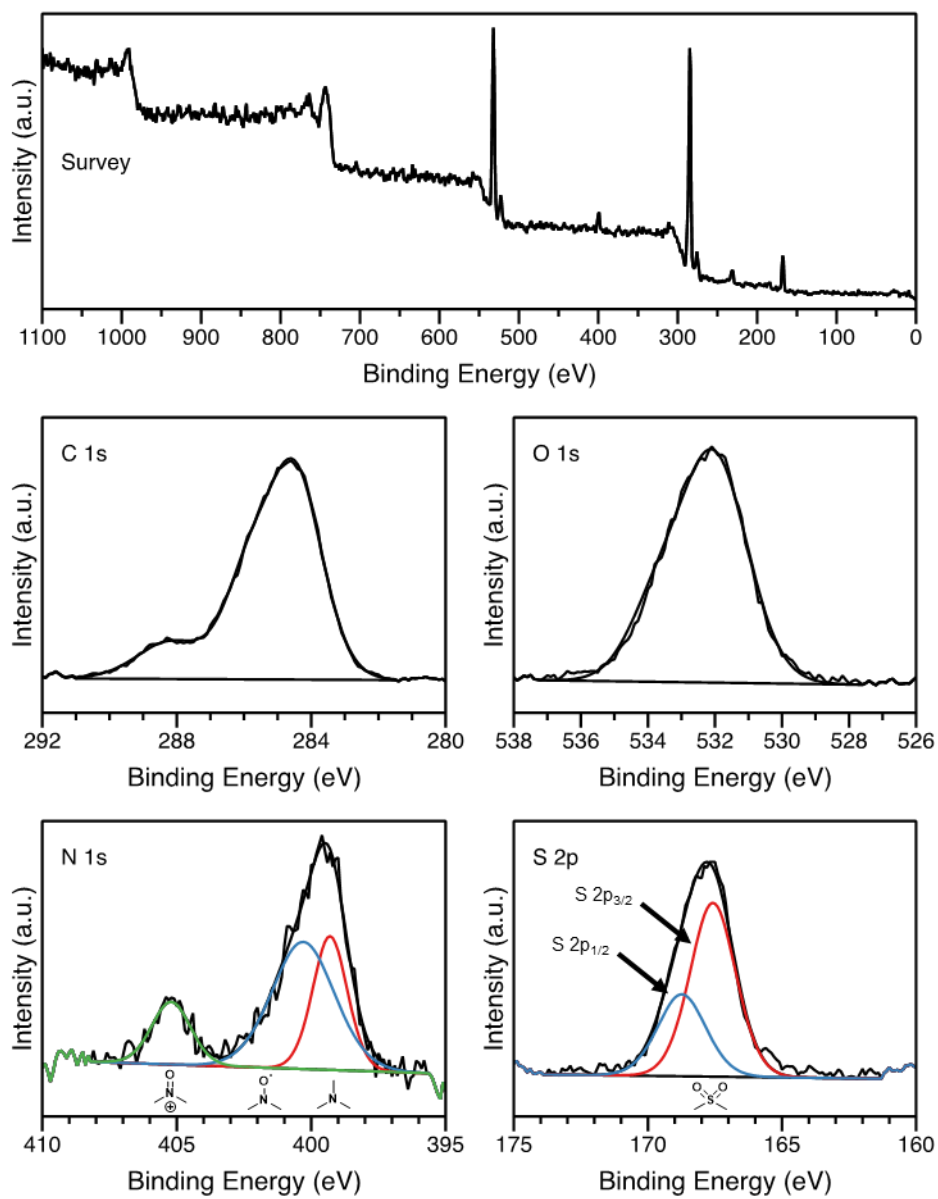 Intensity (a.u.)
Survey
1100 1000 900 800 700 600 500 400 300 200 100 0
Binding Energy (eV)
C 1s
Intensity (a.u.)
292 288 284 280
Binding Energy (eV)
O 1s
Intensity (a.u.)
538 536 534 532 530 528 526
Binding Energy (eV)
N 1s
Intensity (a.u.)
O
N
⊕
O·
N
N
410 405 400 395
Binding Energy (eV)
S 2p
S 2p3/2
S 2p1/2
Intensity (a.u.)
O O
S
175 170 165 160
Binding Energy (eV)